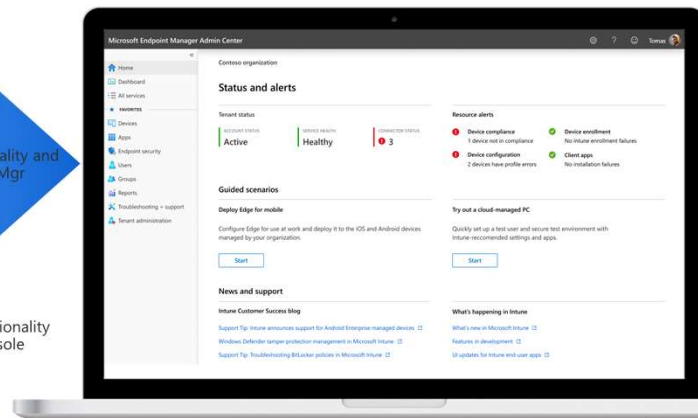 ality and
Mgr
ionality
sole
Microsoft Endpoint Manager Admin Center
Tomas
«
Home
Dashboard
All services
FAVORITES
Devices
Apps
Endpoint security
Users
Groups
Reports
Troubleshooting + support
Tenant administration
Contoso organization
Status and alerts
Tenant status
ACCOUNT STATUS
Active
SERVICE HEALTH
Healthy
CONNECTOR STATUS
3
Resource alerts
Device compliance
1 device not in compliance
Device configuration
2 devices have profile errors
Device enrollment
No intune enrollment failures
Client apps
No installation failures
Guided scenarios
Deploy Edge for mobile
Configure Edge for use at work and deploy it to the iOS and Android devices
managed by your organization.
Start
Try out a cloud-managed PC
Quickly set up a test user and secure test environment with
Intune-reccomended settings and apps.
Start
News and support
Intune Customer Success blog
Support Tip: Intune announces support for Android Enterprise managed devices
Windows Defender tamper protection management in Microsoft Intune
Support Tip: Troubleshooting BitLocker policies in Microsoft Intune
What's happening in Intune
What's new in Microsoft Intune
Features in development
UI updates for Intune end-user apps